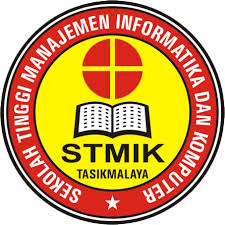 SEKOLAH TINGGI MANAJEMEN INFORMATIKA DAN KOMPUTER
STMIK
TASIKMALAYA